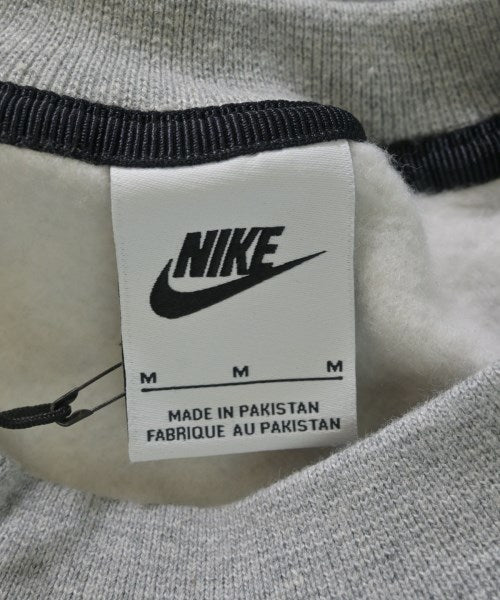 NIKE
M M M
MADE IN PAKISTAN
FABRIQUE AU PAKISTAN